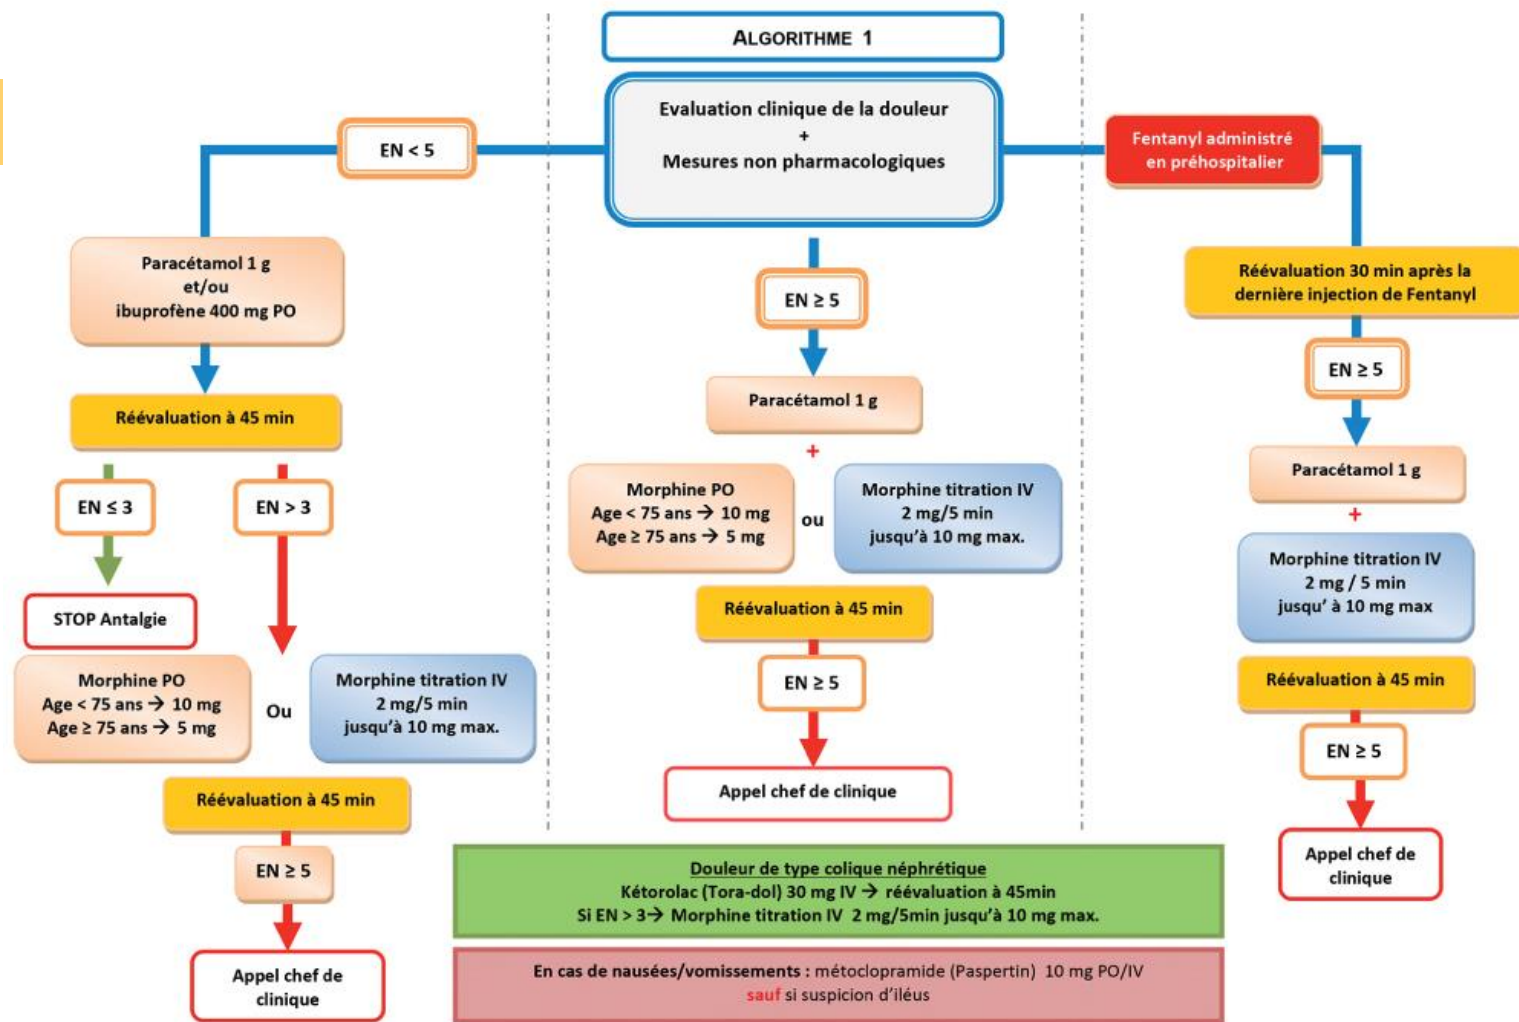 ALGORITHME 1
Evaluation clinique de la douleur
+
Mesures non pharmacologiques
EN < 5
Paracétamol 1 g
et/ou
ibuprofène 400 mg PO
Réévaluation à 45 min
EN ≤ 3
EN > 3
STOP Antalgie
Morphine PO
Age < 75 ans → 10 mg
Age ≥ 75 ans → 5 mg
Ou
Morphine titration IV
2 mg/5 min
jusqu'à 10 mg max.
Réévaluation à 45 min
EN ≥ 5
Appel chef de
clinique
EN ≥ 5
Paracétamol 1 g
+
Morphine PO
Age < 75 ans → 10 mg
Age ≥ 75 ans → 5 mg
ou
Morphine titration IV
2 mg/5 min
jusqu'à 10 mg max.
Réévaluation à 45 min
EN ≥ 5
Appel chef de clinique
Fentanyl administré
en préhospitalier
Réévaluation 30 min après la
dernière injection de Fentanyl
EN ≥ 5
Paracétamol 1 g
+
Morphine titration IV
2 mg / 5 min
jusqu' à 10 mg max
Réévaluation à 45 min
EN ≥ 5
Appel chef de
clinique
Douleur de type colique néphrétique
Kétorolac (Tora-dol) 30 mg IV → réévaluation à 45min
Si EN > 3→ Morphine titration IV 2 mg/5min jusqu'à 10 mg max.
En cas de nausées/vomissements : métoclopramide (Paspertin) 10 mg PO/IV
sauf si suspicion d'iléus